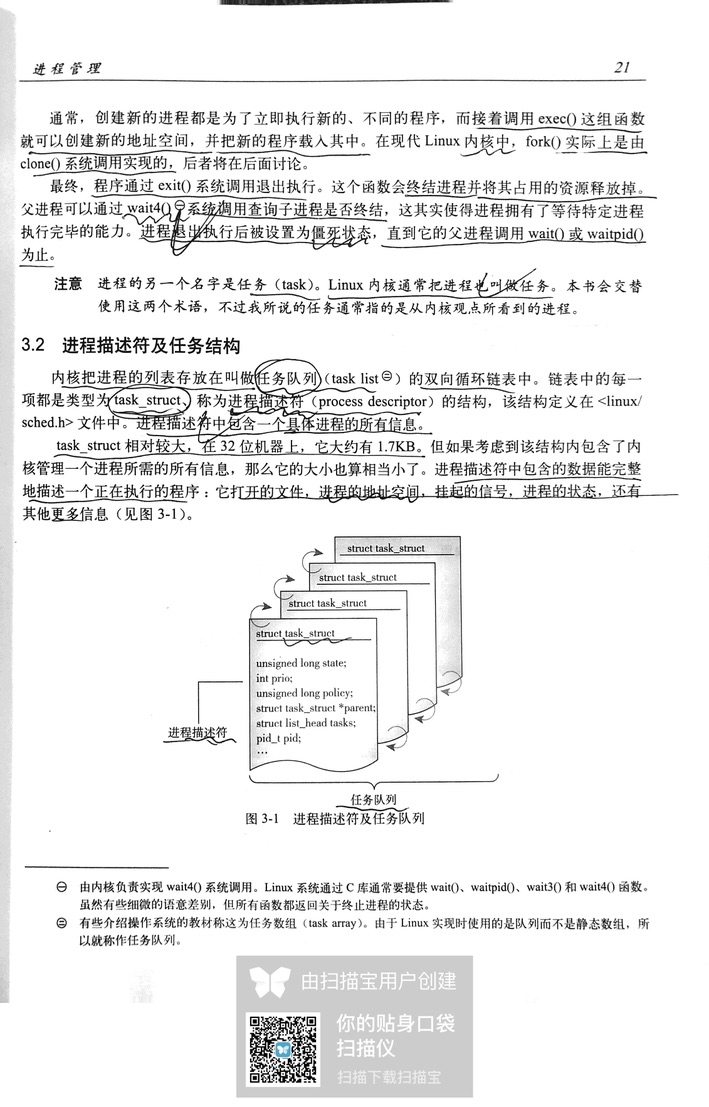 进程管理 21
通常，创建新的进程都是为了立即执行新的、不同的程序，而接着调用 exec() 这组函数
就可以创建新的地址空间，并把新的程序载入其中。在现代 Linux 内核中，fork() 实际上是由
clone() 系统调用实现的，后者将在后面讨论。
最终，程序通过 exit() 系统调用退出执行。这个函数会终结进程并将其占用的资源释放掉。
父进程可以通过 wait4() ㊀系统调用查询子进程是否终结，这其实使得进程拥有了等待特定进程
执行完毕的能力。进程退出执行后被设置为僵死状态，直到它的父进程调用 wait() 或 waitpid()
为止。
注意 进程的另一个名字是任务（task）。Linux 内核通常把进程也叫做任务。本书会交替
使用这两个术语，不过我所说的任务通常指的是从内核观点所看到的进程。
3.2 进程描述符及任务结构
内核把进程的列表存放在叫做任务队列（task list ㊁）的双向循环链表中。链表中的每一
项都是类型为 task_struct、称为进程描述符（process descriptor）的结构，该结构定义在 <linux/
sched.h> 文件中。进程描述符中包含一个具体进程的所有信息。
task_struct 相对较大，在 32 位机器上，它大约有 1.7KB。但如果考虑到该结构内包含了内
核管理一个进程所需的所有信息，那么它的大小也算相当小了。进程描述符中包含的数据能完整
地描述一个正在执行的程序：它打开的文件，进程的地址空间，挂起的信号，进程的状态，还有
其他更多信息（见图 3-1）。
struct task_struct
struct task_struct
struct task_struct
struct task_struct
unsigned long state;
int prio;
unsigned long policy;
struct task_struct *parent;
struct list_head tasks;
pid_t pid;
…
进程描述符
任务队列
图 3-1 进程描述符及任务队列
㊀ 由内核负责实现 wait4() 系统调用。Linux 系统通过 C 库通常要提供 wait()、waitpid()、wait3() 和 wait4() 函数。
虽然有些细微的语意差别，但所有函数都返回关于终止进程的状态。
㊁ 有些介绍操作系统的教材称这为任务数组（task array）。由于 Linux 实现时使用的是队列而不是静态数组，所
以就称作任务队列。
由扫描宝用户创建
你的贴身口袋
扫描仪
扫描下载扫描宝